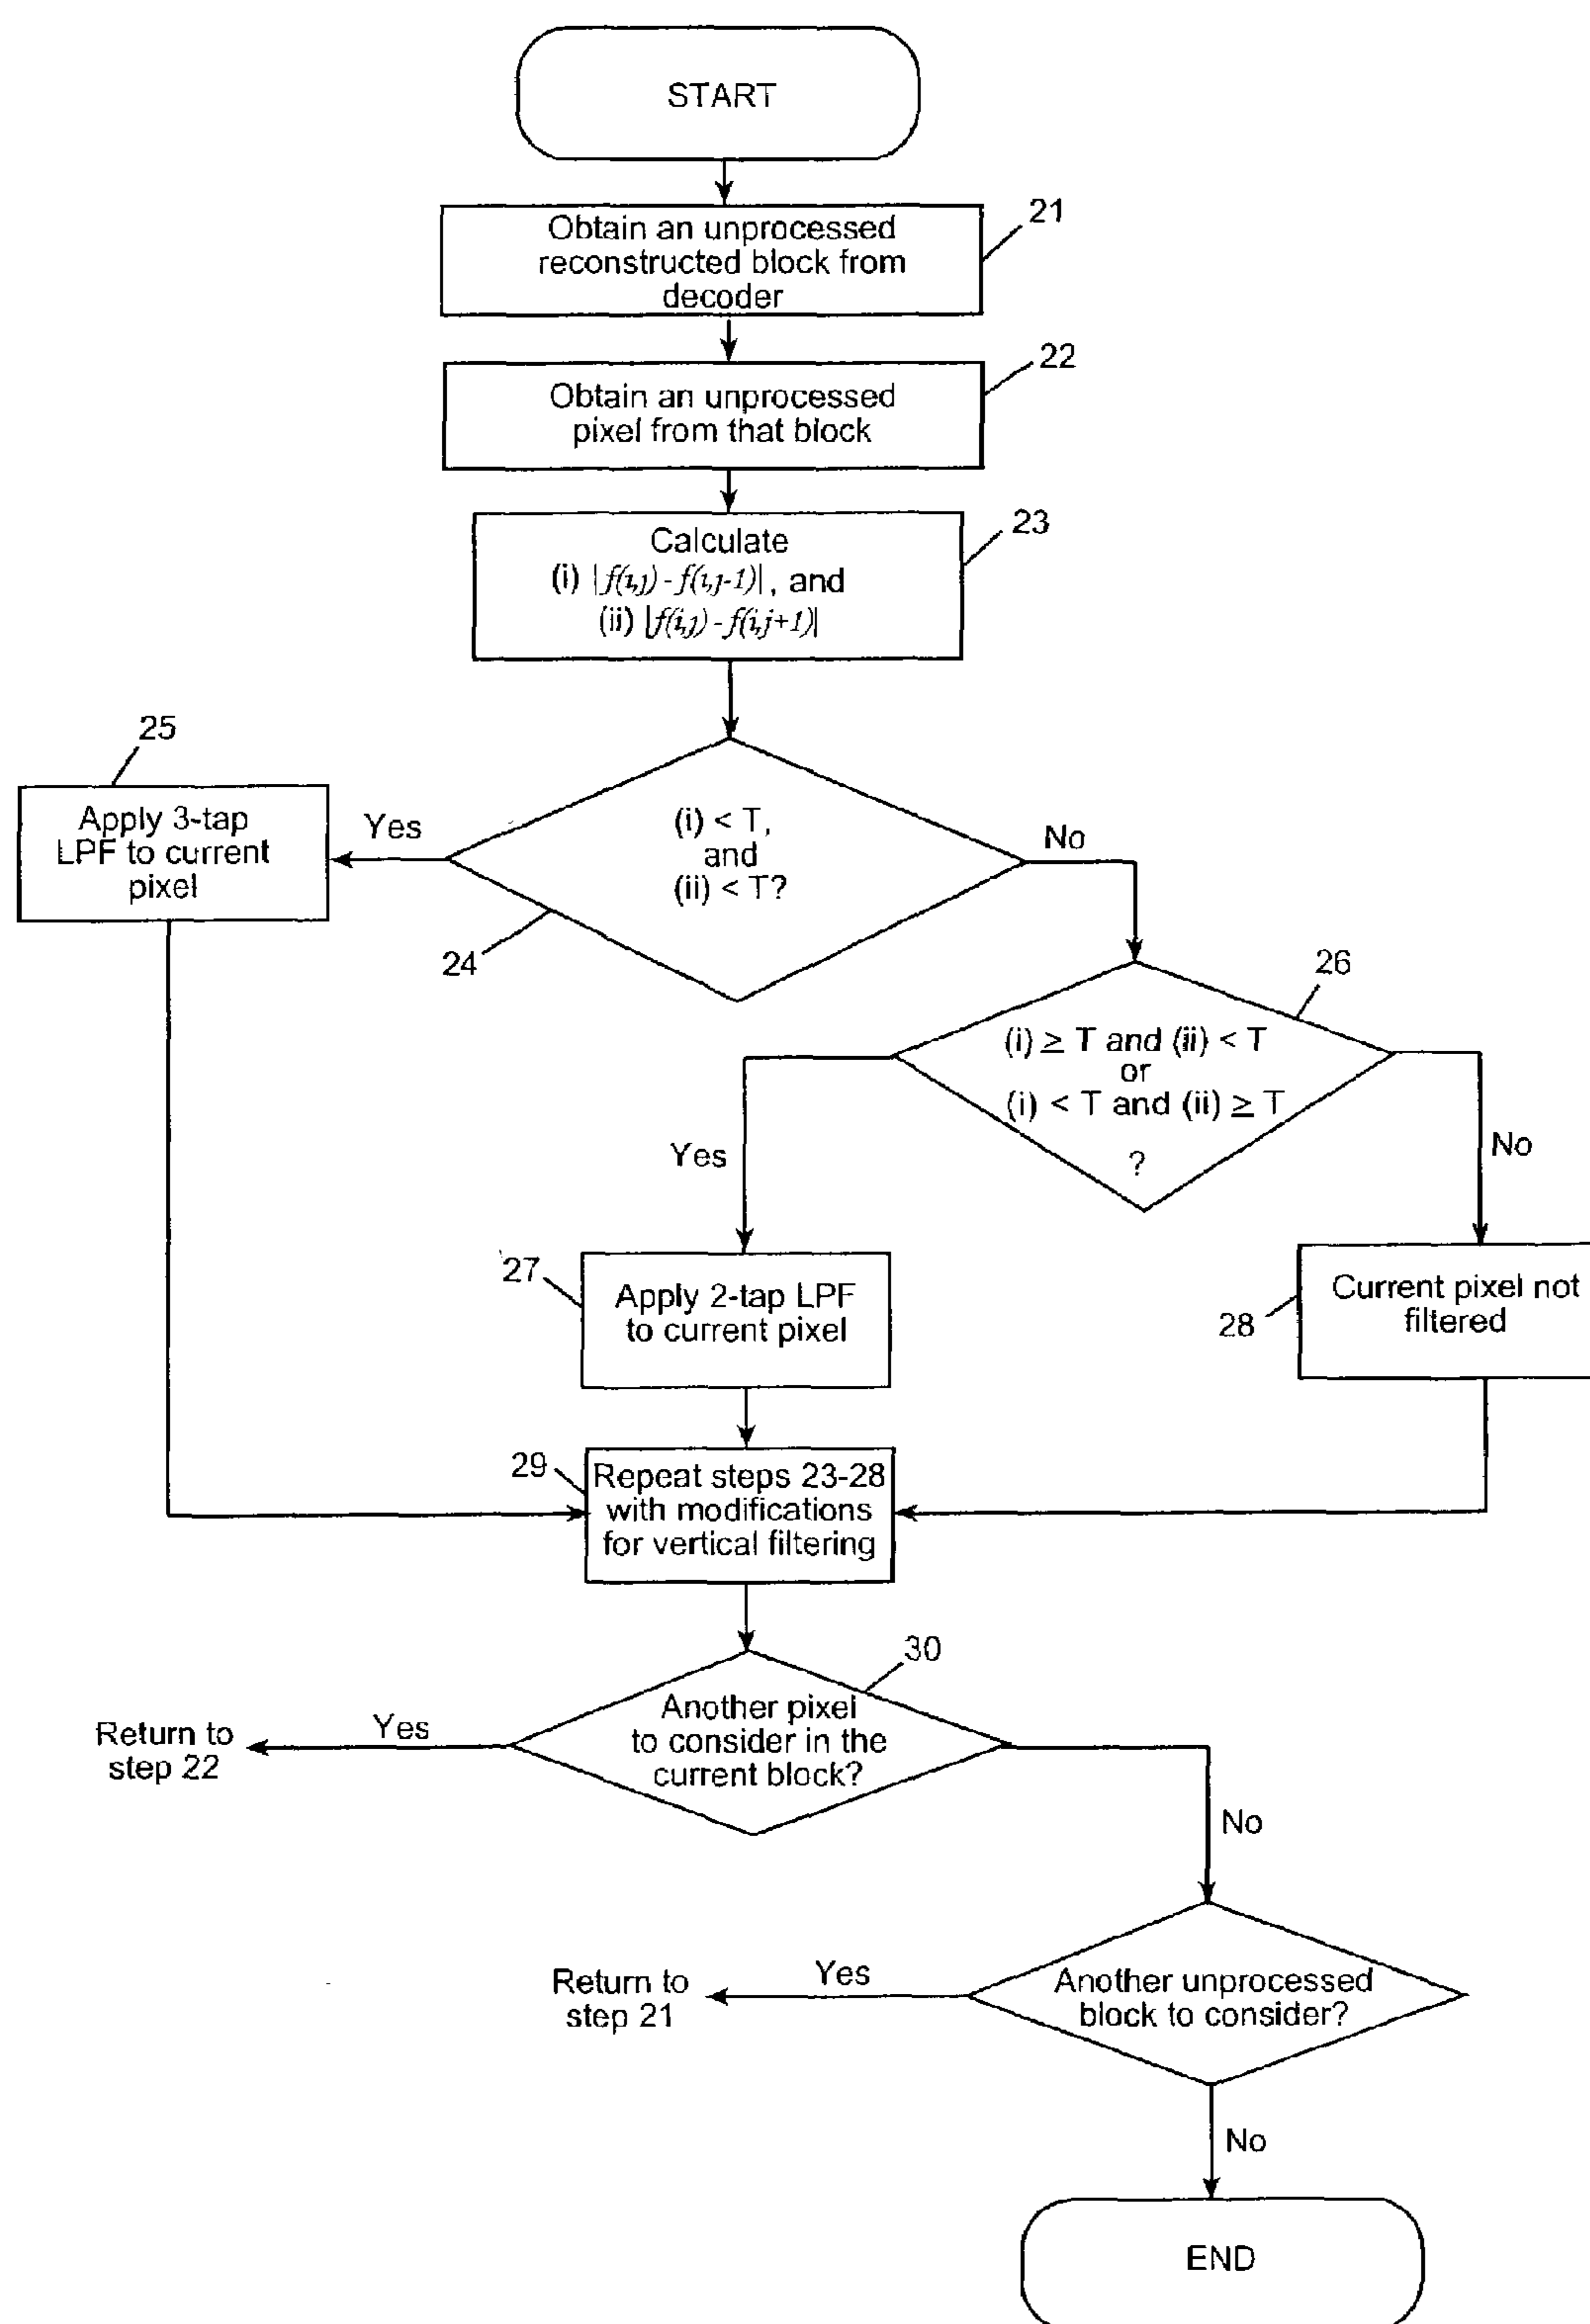 START
21
Obtain an unprocessed
reconstructed block from
decoder
22
Obtain an unprocessed
pixel from that block
23
Calculate
(i) |f(i,j) - f(i,j-1)|, and
(ii) |f(i,j) - f(i,j+1)|
25
Apply 3-tap
LPF to current
pixel
Yes
(i) < T,
and
(ii) < T?
No
24
26
(i) ≥ T and (ii) < T
or
(i) < T and (ii) ≥ T
?
Yes
No
27
Apply 2-tap LPF
to current pixel
28
Current pixel not
filtered
29
Repeat steps 23-28
with modifications
for vertical filtering
30
Another pixel
to consider in the
current block?
Yes
Return to
step 22
No
Another unprocessed
block to consider?
Yes
Return to
step 21
No
END